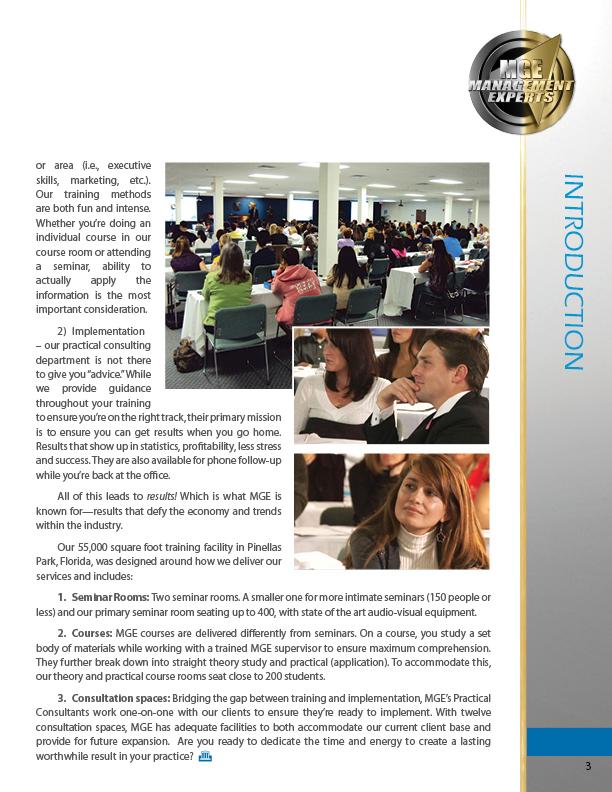 MGE
MANAGEMENT
EXPERTS
INTRODUCTION
or area (i.e., executive
skills, marketing, etc.).
Our training methods
are both fun and intense.
Whether you’re doing an
individual course in our
course room or attending
a seminar, ability to
actually apply the
information is the most
important consideration.
2) Implementation
– our practical consulting
department is not there
to give you “advice.” While
we provide guidance
throughout your training
to ensure you’re on the right track, their primary mission
is to ensure you can get results when you go home.
Results that show up in statistics, profitability, less stress
and success. They are also available for phone follow-up
while you’re back at the office.
All of this leads to results! Which is what MGE is
known for—results that defy the economy and trends
within the industry.
Our 55,000 square foot training facility in Pinellas
Park, Florida, was designed around how we deliver our
services and includes:
1. Seminar Rooms: Two seminar rooms. A smaller one for more intimate seminars (150 people or
less) and our primary seminar room seating up to 400, with state of the art audio-visual equipment.
2. Courses: MGE courses are delivered differently from seminars. On a course, you study a set
body of materials while working with a trained MGE supervisor to ensure maximum comprehension.
They further break down into straight theory study and practical (application). To accommodate this,
our theory and practical course rooms seat close to 200 students.
3. Consultation spaces: Bridging the gap between training and implementation, MGE’s Practical
Consultants work one-on-one with our clients to ensure they’re ready to implement. With twelve
consultation spaces, MGE has adequate facilities to both accommodate our current client base and
provide for future expansion. Are you ready to dedicate the time and energy to create a lasting
worthwhile result in your practice?
3